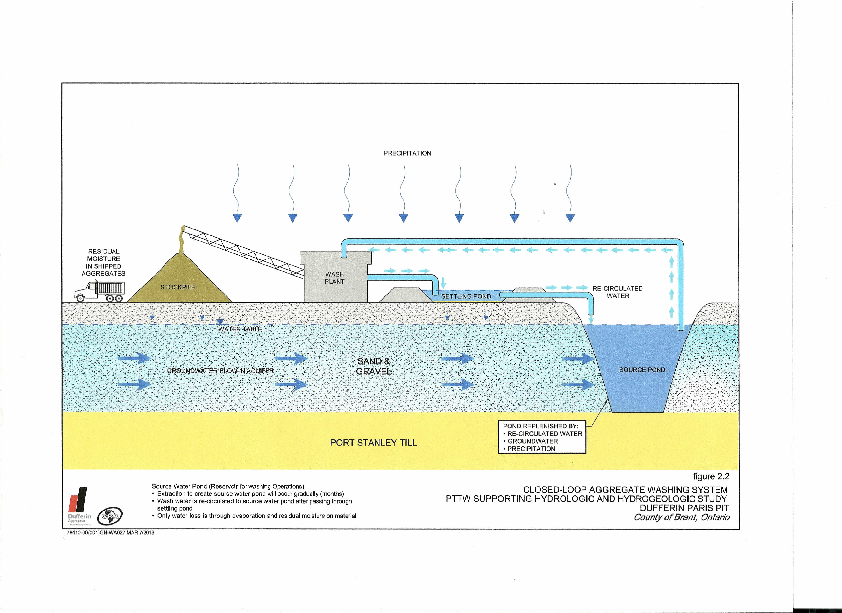 PRECIPITATION
RESIDUAL
MOISTURE
IN SHIPPED
AGGREGATES
STOCKPILE
WASH
PLANT
SETTLING POND
RE-CIRCULATED
WATER
WATER TABLE
SAND &
GRAVEL
GROUNDWATER FLOW IN AQUIFER
SOURCE POND
PORT STANLEY TILL
POND REPLENISHED BY:
• RE-CIRCULATED WATER
• GROUNDWATER
• PRECIPITATION
figure 2.2
CLOSED-LOOP AGGREGATE WASHING SYSTEM
PTTW SUPPORTING HYDROLOGIC AND HYDROGEOLOGIC STUDY
DUFFERIN PARIS PIT
County of Brant, Ontario
Source Water Pond (Reservoir for Washing Operations)
• Extraction to create source water pond will occur gradually (months)
• Wash water is re-circulated to source water pond after passing through
settling pond
• Only water loss is through evaporation and residual moisture on material
Dufferin